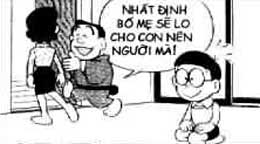 NHẤT ĐỊNH
BỐ MẸ SẼ LO
CHO CON NÊN
NGƯỜI MÀ!